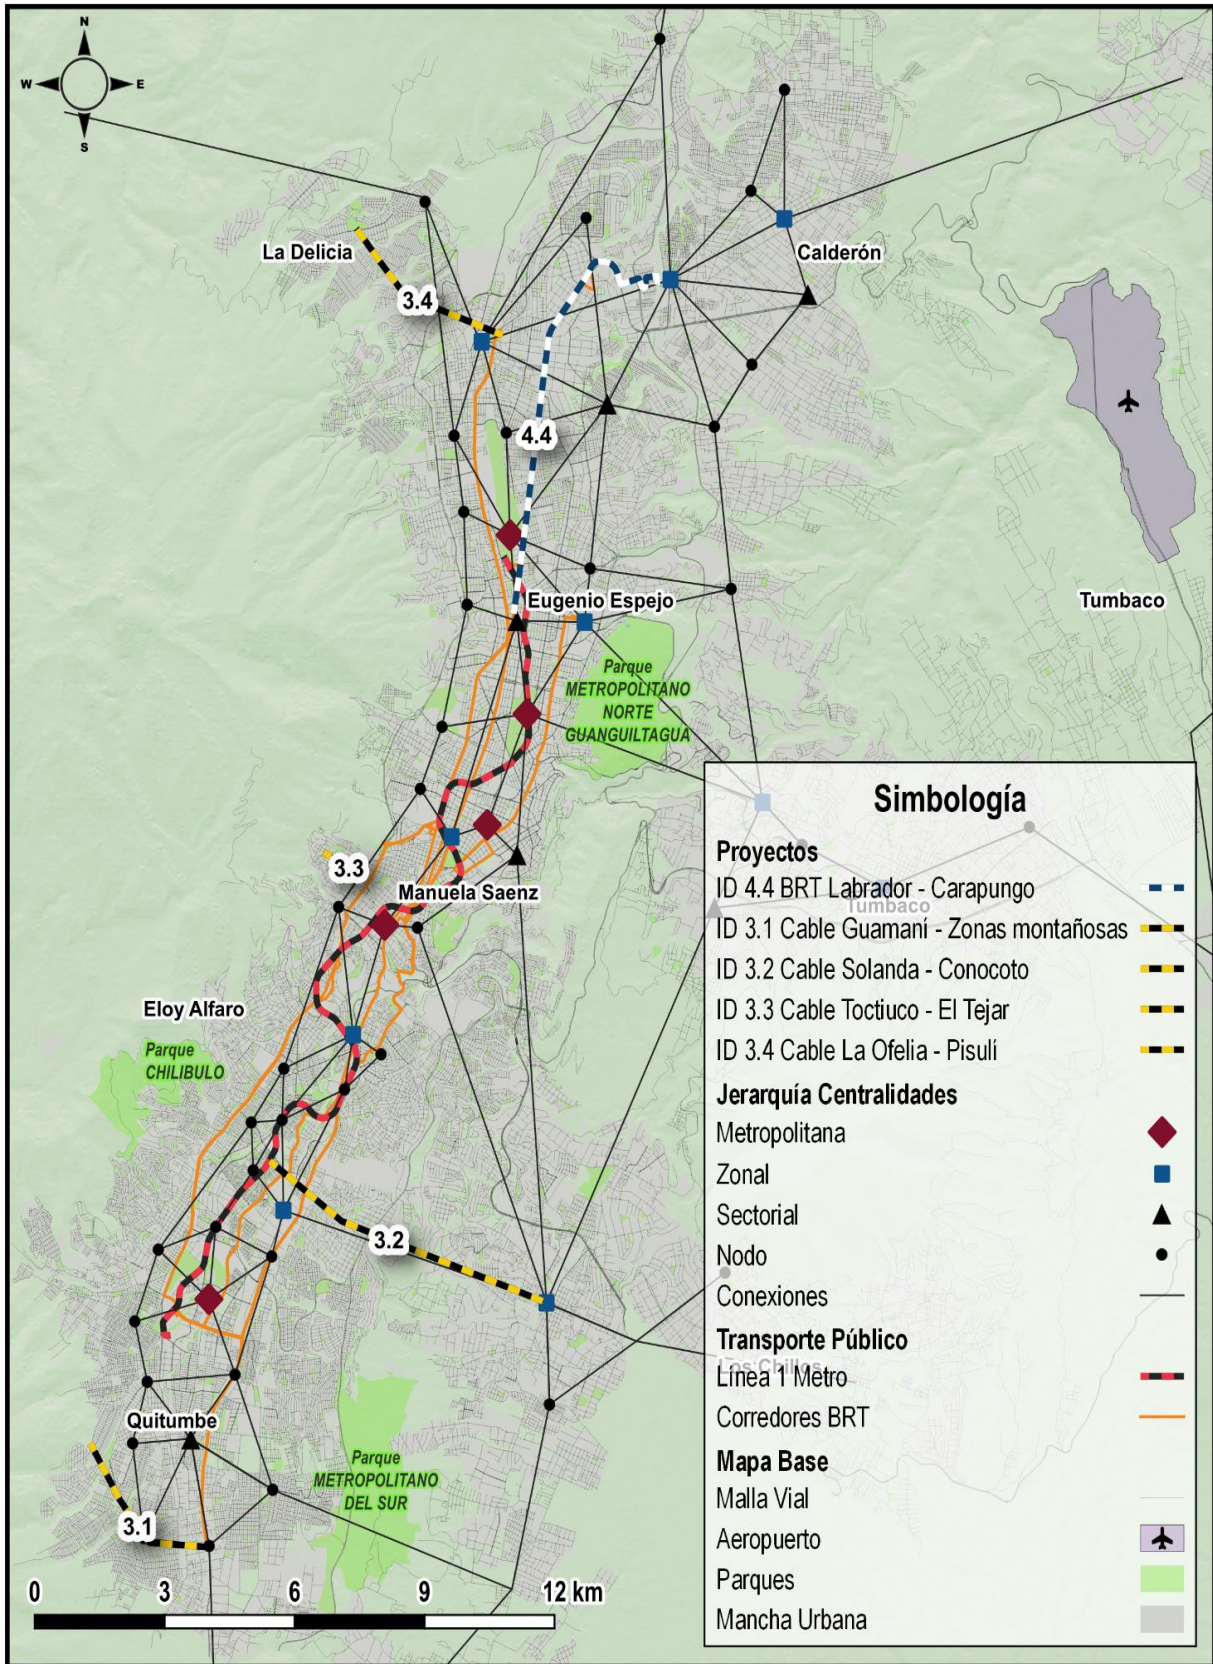 N
W
E
S
La Delicia
Calderón
3.4
4.4
Eugenio Espejo
Tumbaco
Parque
METROPOLITANO
NORTE
GUANGUILTAGUA
3.3
Manuela Saenz
Eloy Alfaro
Parque
CHILIBULO
3.2
Quitumbe
Parque
METROPOLITANO
DEL SUR
3.1
0 3 6 9 12 km
Simbología
Proyectos
ID 4.4 BRT Labrador - Carapungo
Tumbaco
ID 3.1 Cable Guamaní - Zonas montañosas
ID 3.2 Cable Solanda - Conocoto
ID 3.3 Cable Toctiuco - El Tejar
ID 3.4 Cable La Ofelia - Pisulí
Jerarquía Centralidades
Metropolitana
Zonal
Sectorial
Nodo
Conexiones
Transporte Público
Los Chillos
Línea 1 Metro
Corredores BRT
Mapa Base
Malla Vial
Aeropuerto
Parques
Mancha Urbana